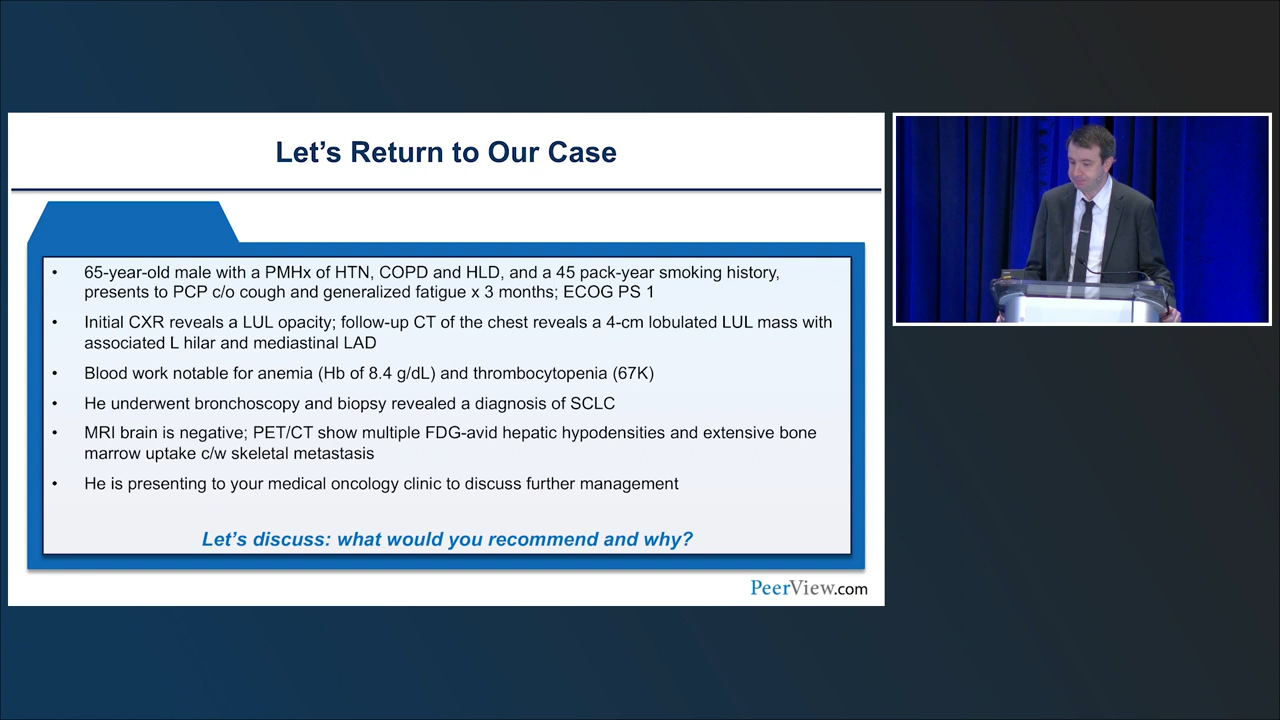 Let's Return to Our Case
• 65-year-old male with a PMHx of HTN, COPD and HLD, and a 45 pack-year smoking history,
presents to PCP c/o cough and generalized fatigue x 3 months; ECOG PS 1
• Initial CXR reveals a LUL opacity; follow-up CT of the chest reveals a 4-cm lobulated LUL mass with
associated L hilar and mediastinal LAD
• Blood work notable for anemia (Hb of 8.4 g/dL) and thrombocytopenia (67K)
• He underwent bronchoscopy and biopsy revealed a diagnosis of SCLC
• MRI brain is negative; PET/CT show multiple FDG-avid hepatic hypodensities and extensive bone
marrow uptake c/w skeletal metastasis
• He is presenting to your medical oncology clinic to discuss further management
Let's discuss: what would you recommend and why?
PeerView.com